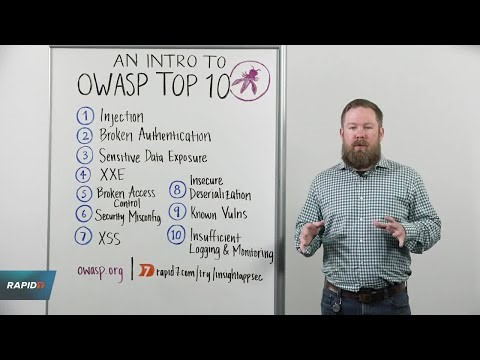 AN INTRO TO
OWASP TOP 10
1 Injection
2 Broken Authentication
3 Sensitive Data Exposure
4 XXE
5 Broken Access
Control
6 Security Misconfig
7 XSS
8 Insecure
Deserialization
9 Known Vulns
10 Insufficient
Logging & Monitoring
owasp.org | rapid7.com/try/insightappsec
RAPID7